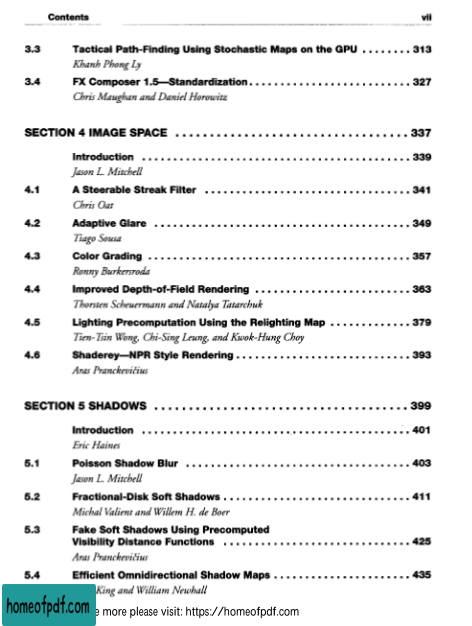 Contents vii
3.3 Tactical Path-Finding Using Stochastic Maps on the GPU ........ 313
Khanh Phong Ly
3.4 FX Composer 1.5—Standardization ........................ 327
Chris Maughan and Daniel Horowitz
SECTION 4 IMAGE SPACE ................................ 337
Introduction ........................................ 339
Jason L. Mitchell
4.1 A Steerable Streak Filter .............................. 341
Chris Oat
4.2 Adaptive Glare ...................................... 349
Tiago Sousa
4.3 Color Grading ....................................... 357
Ronny Burkersroda
4.4 Improved Depth-of-Field Rendering ....................... 363
Thorsten Scheuermann and Natalya Tatarchuk
4.5 Lighting Precomputation Using the Relighting Map ............ 379
Tien-Tsin Wong, Chi-Sing Leung, and Kwok-Hung Choy
4.6 Shaderey—NPR Style Rendering .......................... 393
Aras Pranckevičius
SECTION 5 SHADOWS ................................... 399
Introduction ........................................ 401
Eric Haines
5.1 Poisson Shadow Blur ................................. 403
Jason L. Mitchell
5.2 Fractional-Disk Soft Shadows ........................... 411
Michal Valient and Willem H. de Boer
5.3 Fake Soft Shadows Using Precomputed
Visibility Distance Functions ............................ 425
Aras Pranckevičius
5.4 Efficient Omnidirectional Shadow Maps .................... 435
King and William Newhall
homeofpdf.com
more please visit: https://homeofpdf.com